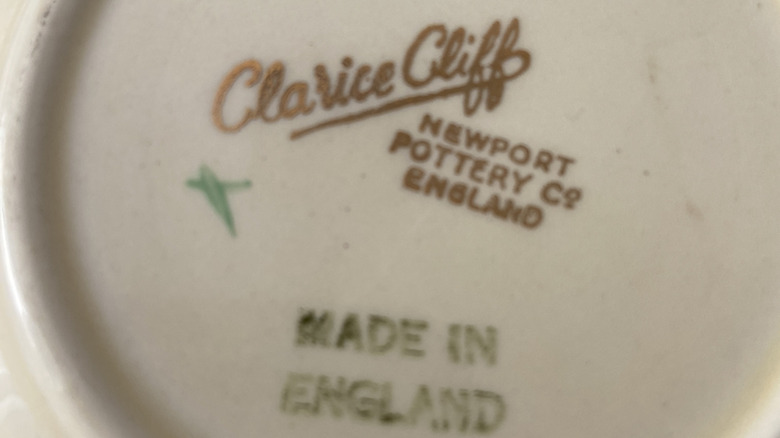 Clarice Cliff
NEWPORT
POTTERY Cº
ENGLAND
MADE IN
ENGLAND